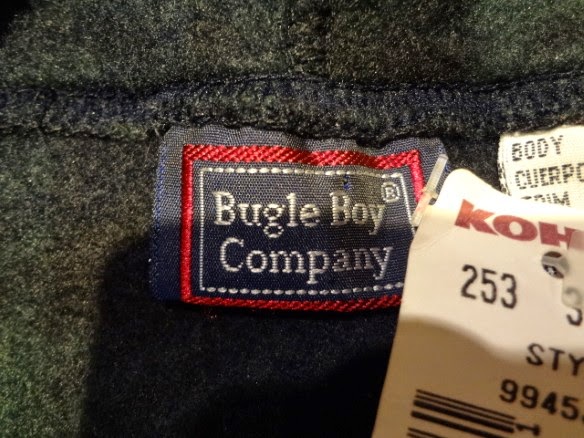 Bugle Boy®
Company
BODY
CUERPO
KOH
253
STY
9945